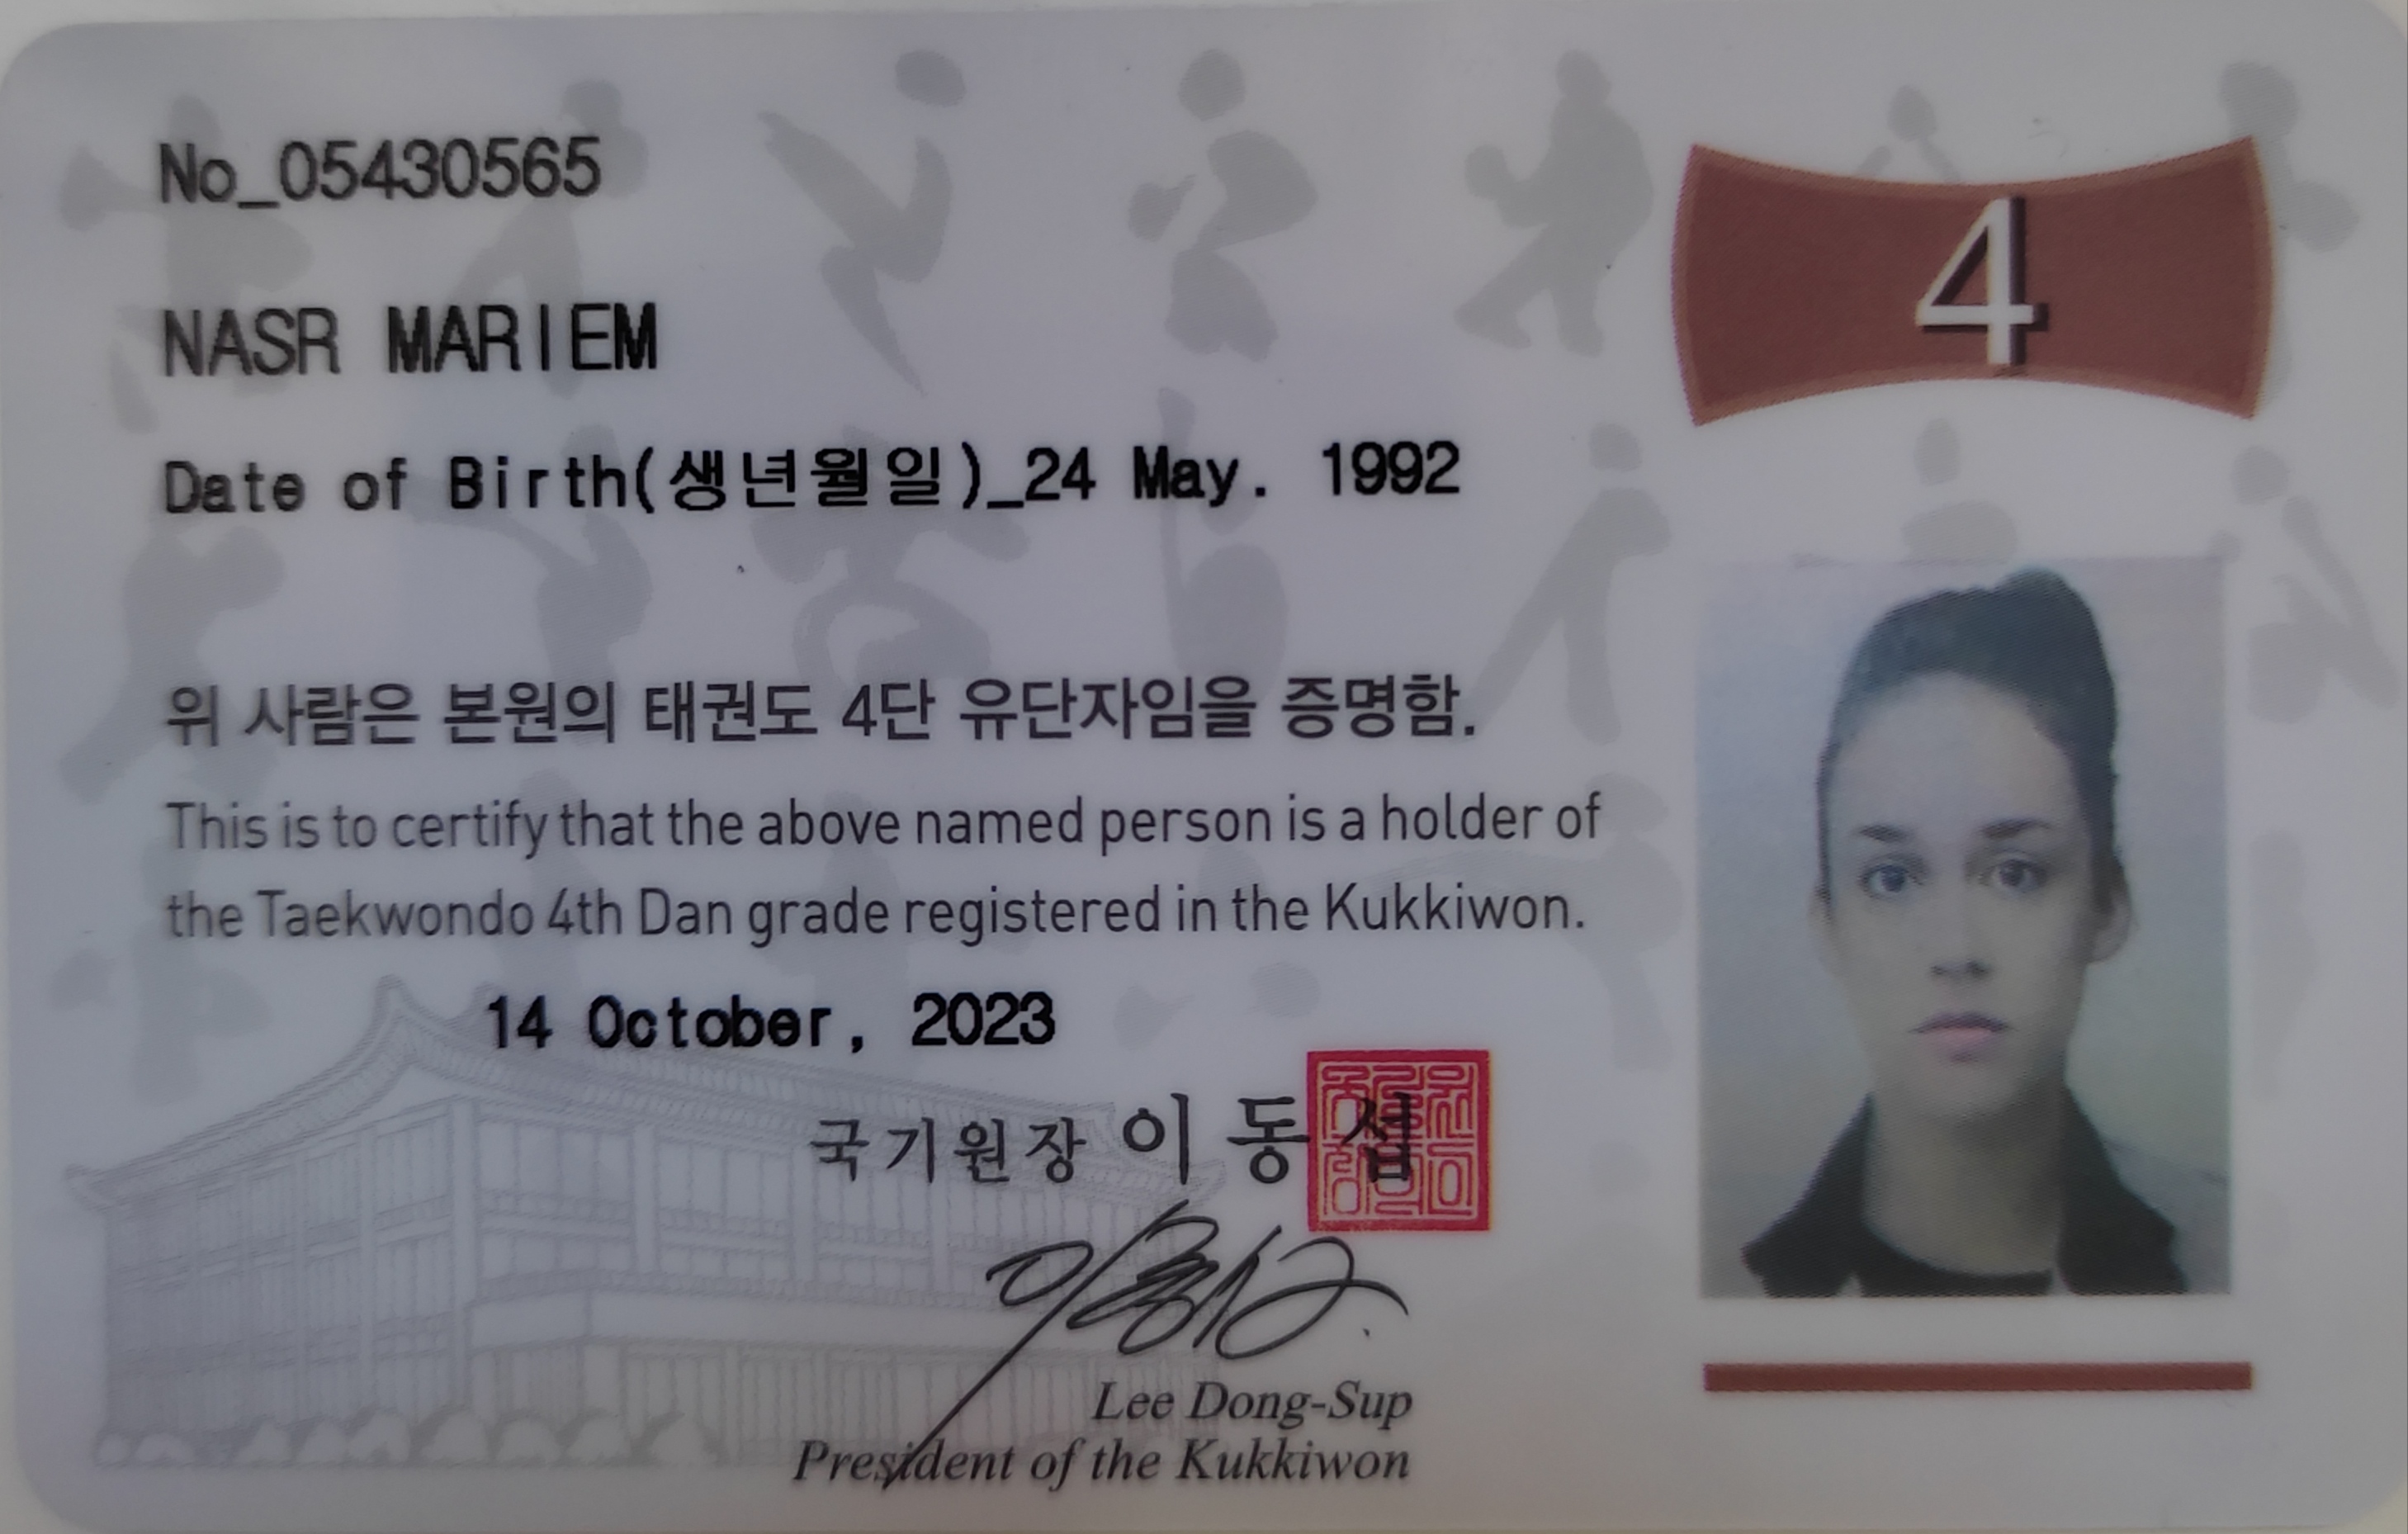 No_05430565
4
NASR MARIEM
Date of Birth(생년월일)_24 May. 1992
위 사람은 본원의 태권도 4단 유단자임을 증명함.
This is to certify that the above named person is a holder of
the Taekwondo 4th Dan grade registered in the Kukkiwon.
14 October, 2023
국기원장 이동섭
Lee Dong-Sup
President of the Kukkiwon